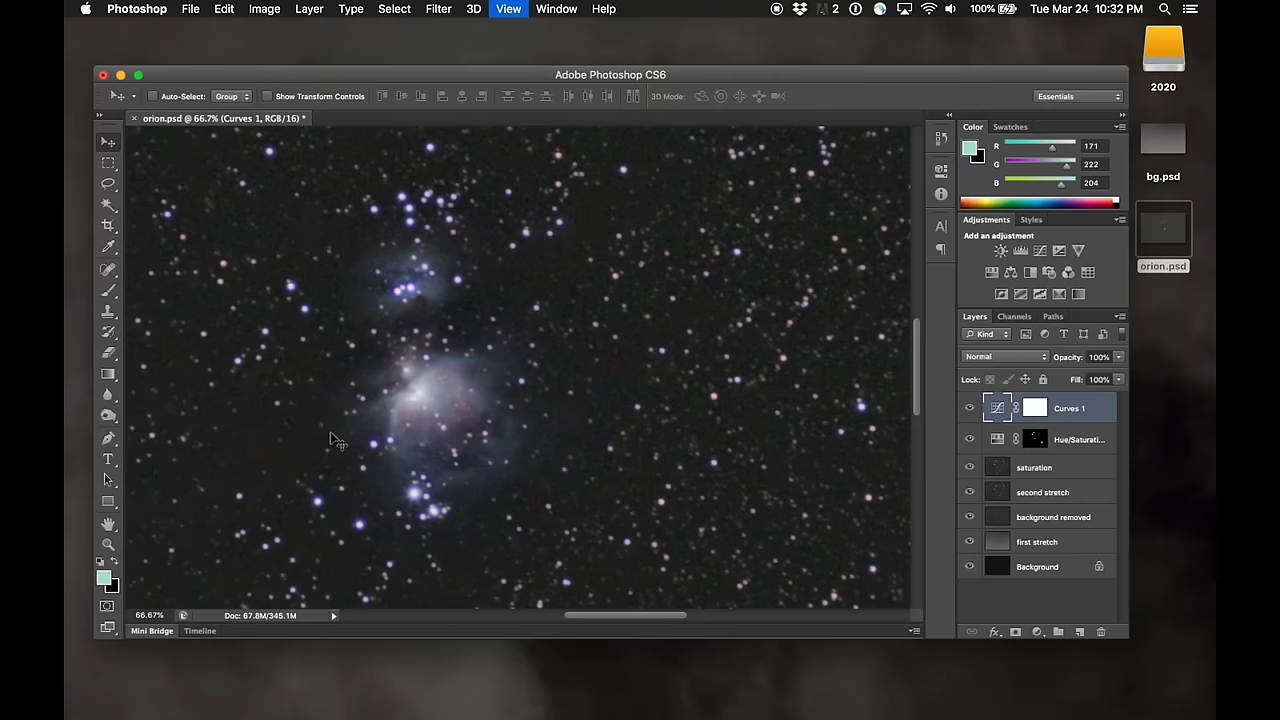 Photoshop File Edit Image Layer Type Select Filter 3D View Window Help 2 100% Tue Mar 24 10:32 PM
Adobe Photoshop CS6
Auto-Select: Group Show Transform Controls 3D Mode: Essentials
orion.psd @ 66.7% (Curves 1, RGB/16) *
Color Swatches
R 171
G 222
B 204
Adjustments Styles
Add an adjustment
Layers Channels Paths
Kind
Normal Opacity: 100%
Lock: Fill: 100%
Curves 1
Hue/Saturati...
saturation
second stretch
background removed
first stretch
Background
66.67% Doc: 67.8M/345.1M
Mini Bridge Timeline
2020
bg.psd
orion.psd